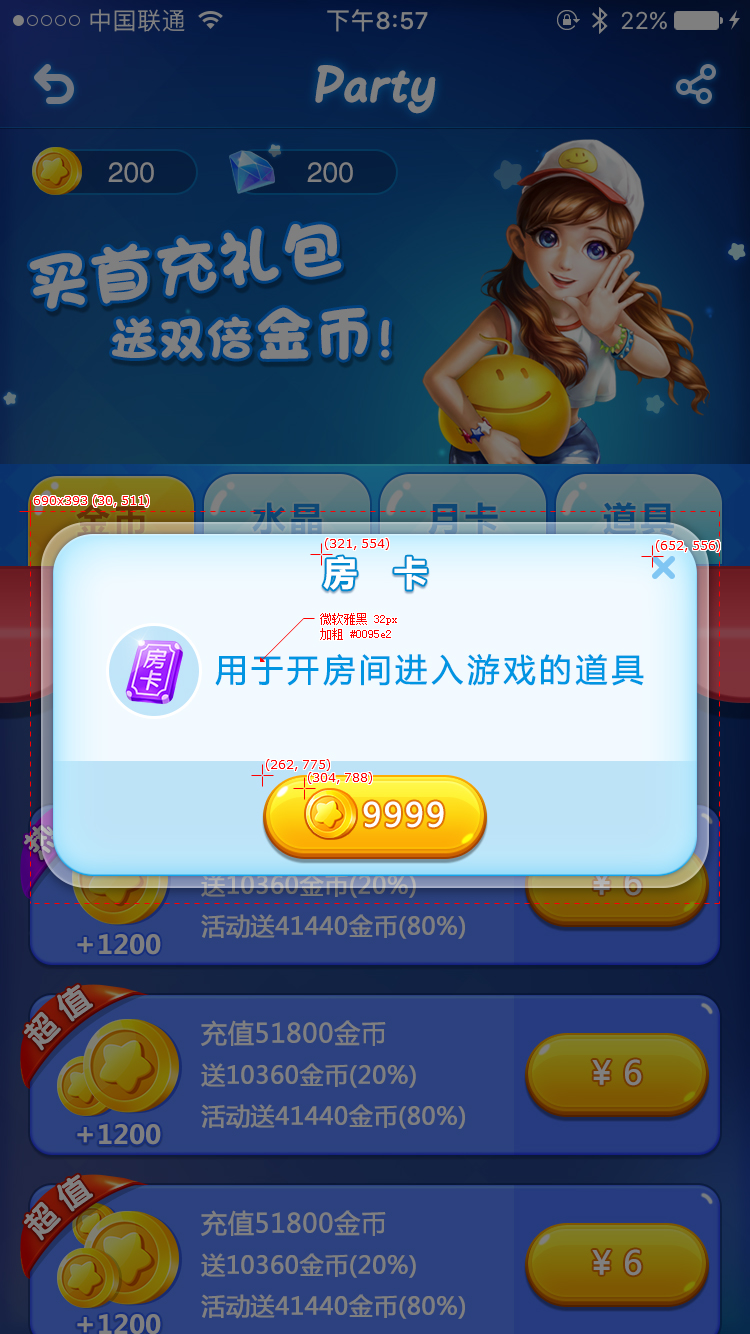 中国联通
下午8:57
22%
Party
200
200
买首充礼包
送双倍金币!
690x393 (30, 511)
金币
水晶
月卡
道具
(321, 554)
(652, 556)
房 卡
微软雅黑 32px
加粗 #0095e2
房卡
用于开房间进入游戏的道具
(262, 775)
(304, 788)
9999
热
送10360金币(20%)
¥ 6
活动送41440金币(80%)
+1200
超值
充值51800金币
送10360金币(20%)
¥ 6
活动送41440金币(80%)
+1200
超值
充值51800金币
送10360金币(20%)
¥ 6
活动送41440金币(80%)
+1200